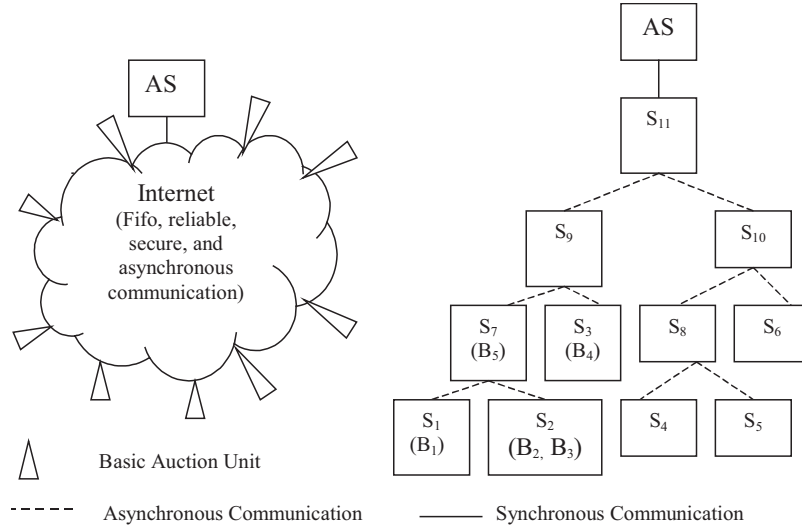 AS
Internet
(Fifo, reliable,
secure, and
asynchronous
communication)
Basic Auction Unit
AS
S₁₁
S₉
S₁₀
S₇
(B₅)
S₃
(B₄)
S₈
S₆
S₁
(B₁)
S₂
(B₂, B₃)
S₄
S₅
Asynchronous Communication
Synchronous Communication